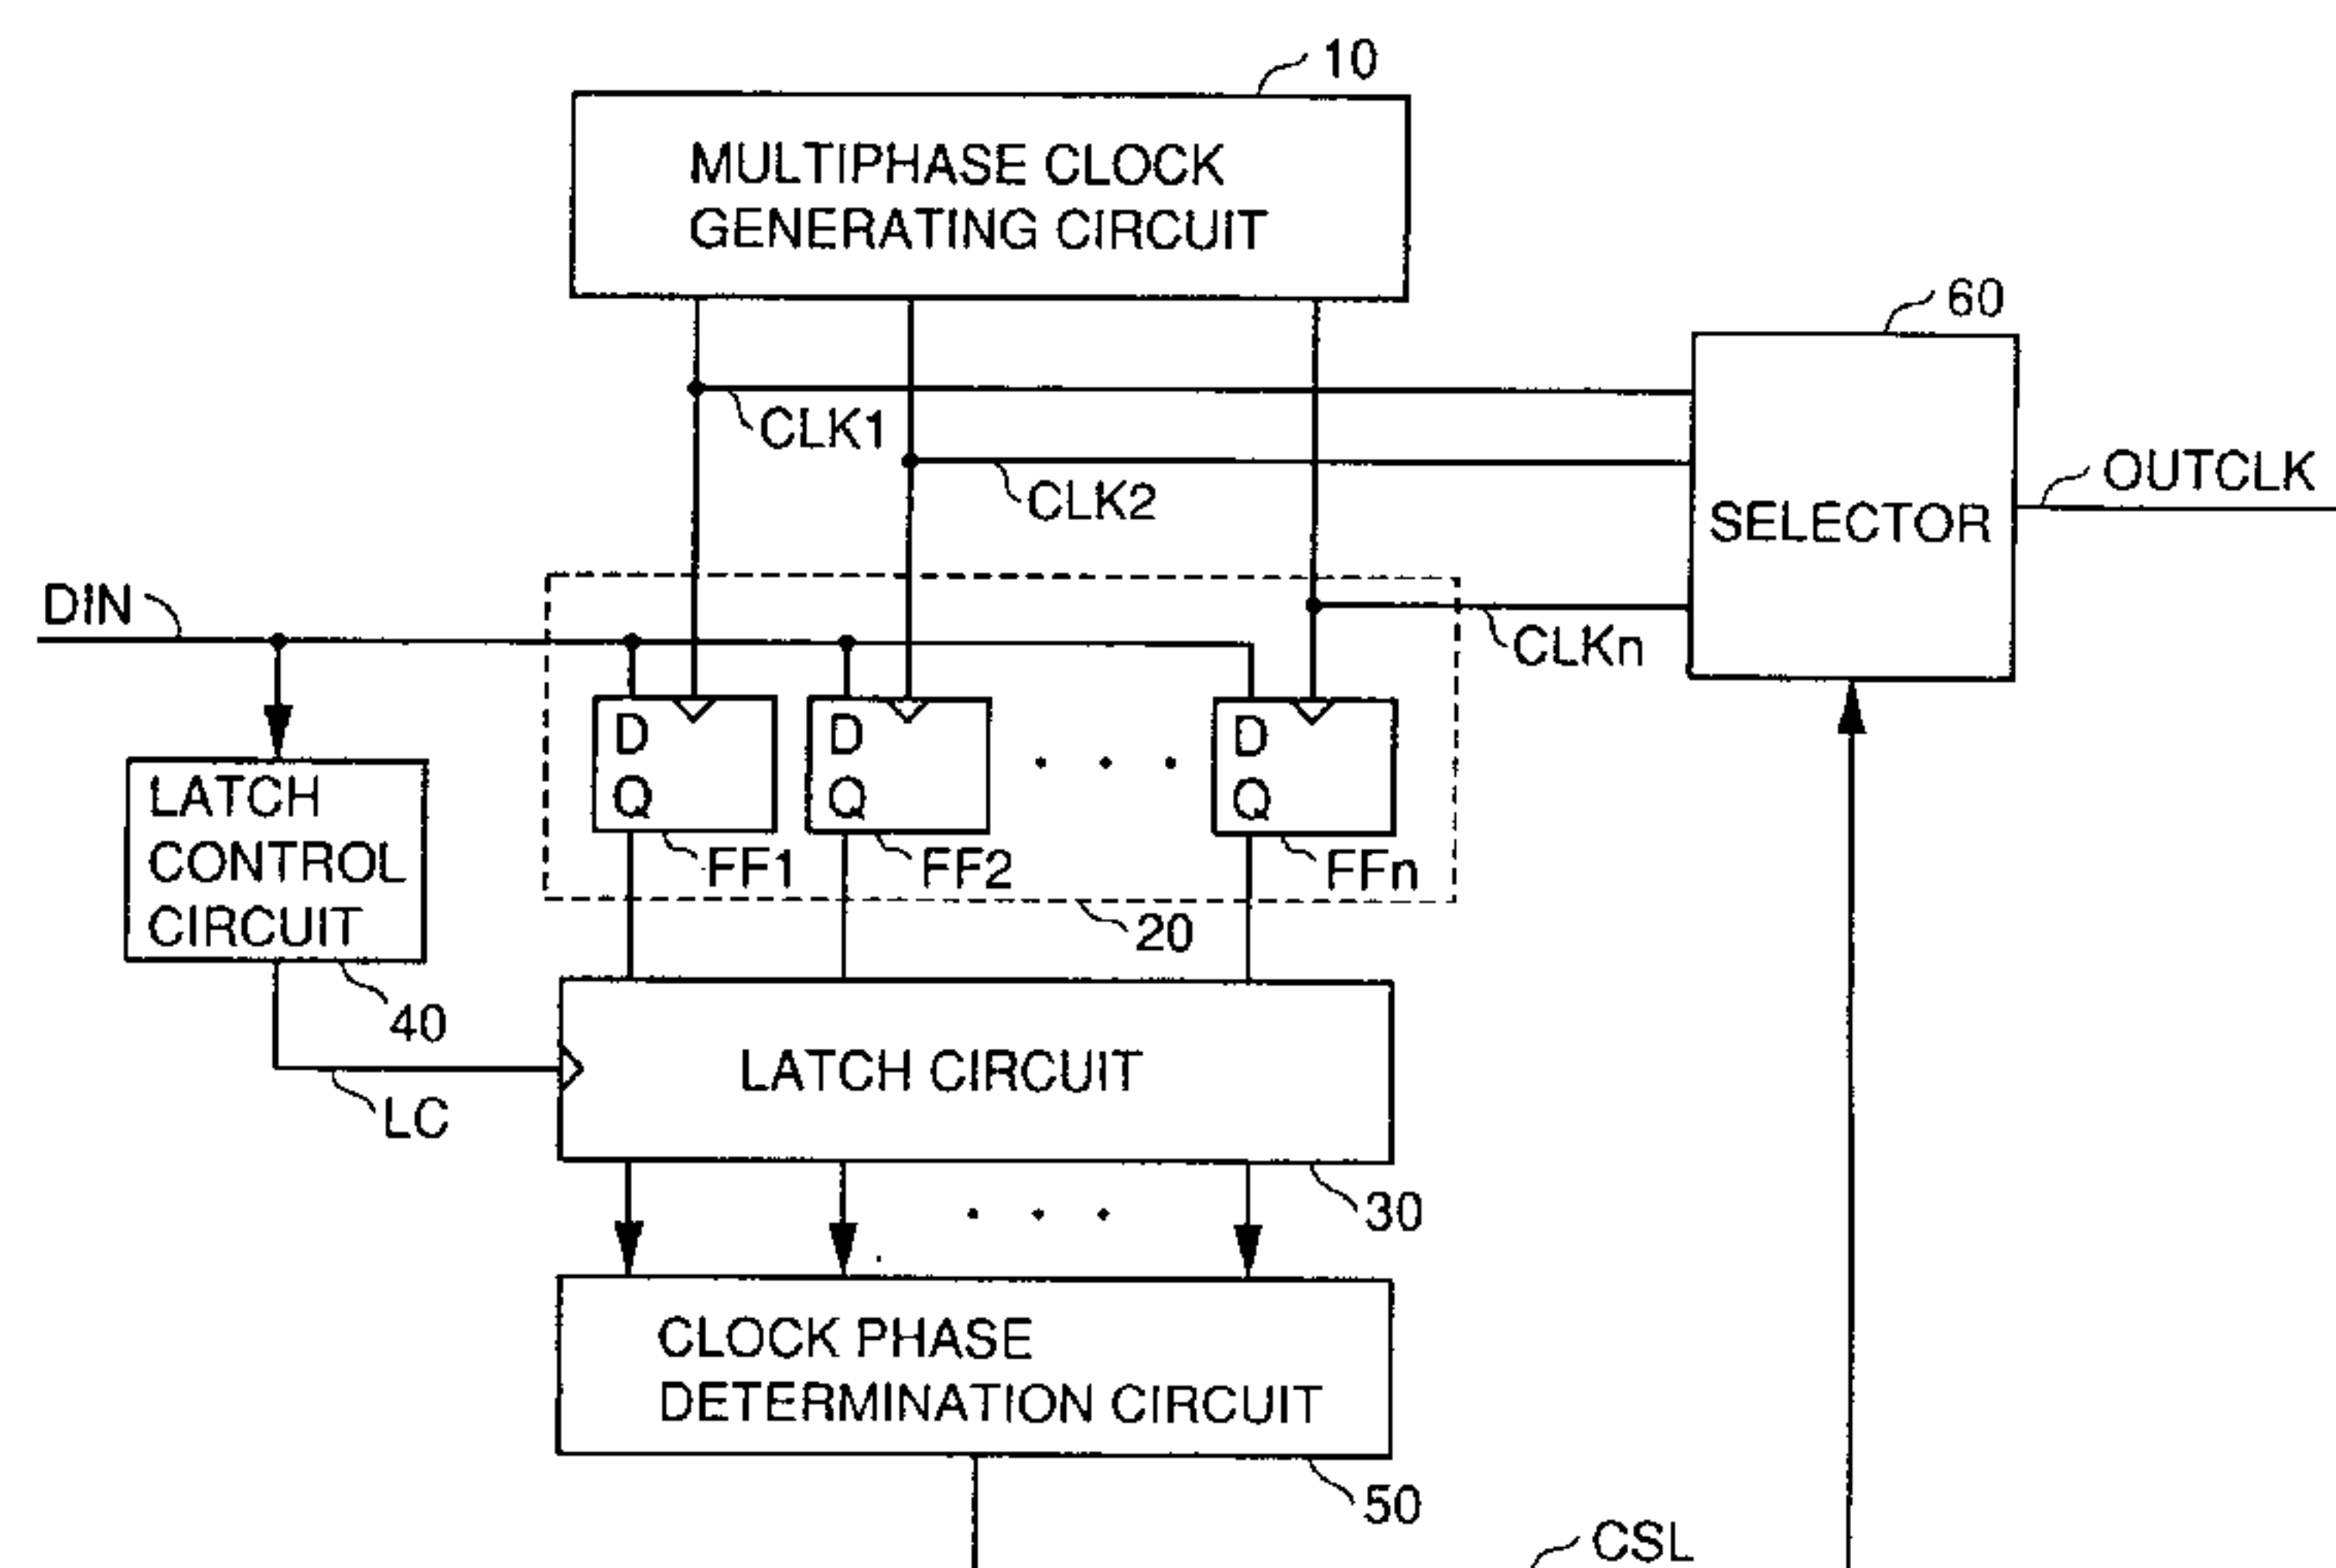 10
MULTIPHASE CLOCK
GENERATING CIRCUIT
60
CLK1
CLK2
OUTCLK
SELECTOR
DIN
CLKn
D
Q
D
Q
D
Q
LATCH
CONTROL
CIRCUIT
FF1
FF2
FFn
20
40
LATCH CIRCUIT
LC
30
CLOCK PHASE
DETERMINATION CIRCUIT
50
CSL